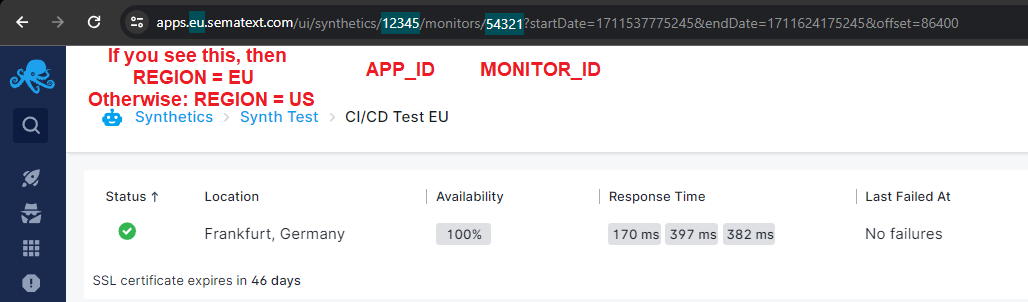 apps.eu.sematext.com/ui/synthetics/12345/monitors/54321?startDate=1711537775245&endDate=1711624175245&offset=86400
If you see this, then
REGION = EU
Otherwise: REGION = US
APP_ID
MONITOR_ID
Synthetics > Synth Test > CI/CD Test EU
Status ↑ Location Availability Response Time Last Failed At
Frankfurt, Germany 100% 170 ms 397 ms 382 ms No failures
SSL certificate expires in 46 days